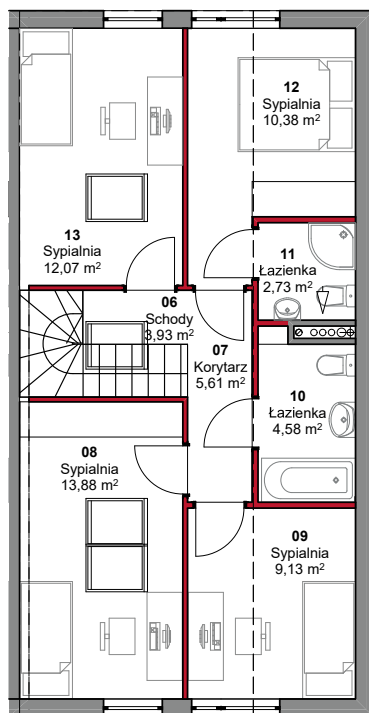 12
Sypialnia
10,38 m²
13
Sypialnia
12,07 m²
11
Łazienka
2,73 m²
06
Schody
3,93 m²
07
Korytarz
5,61 m²
10
Łazienka
4,58 m²
08
Sypialnia
13,88 m²
09
Sypialnia
9,13 m²